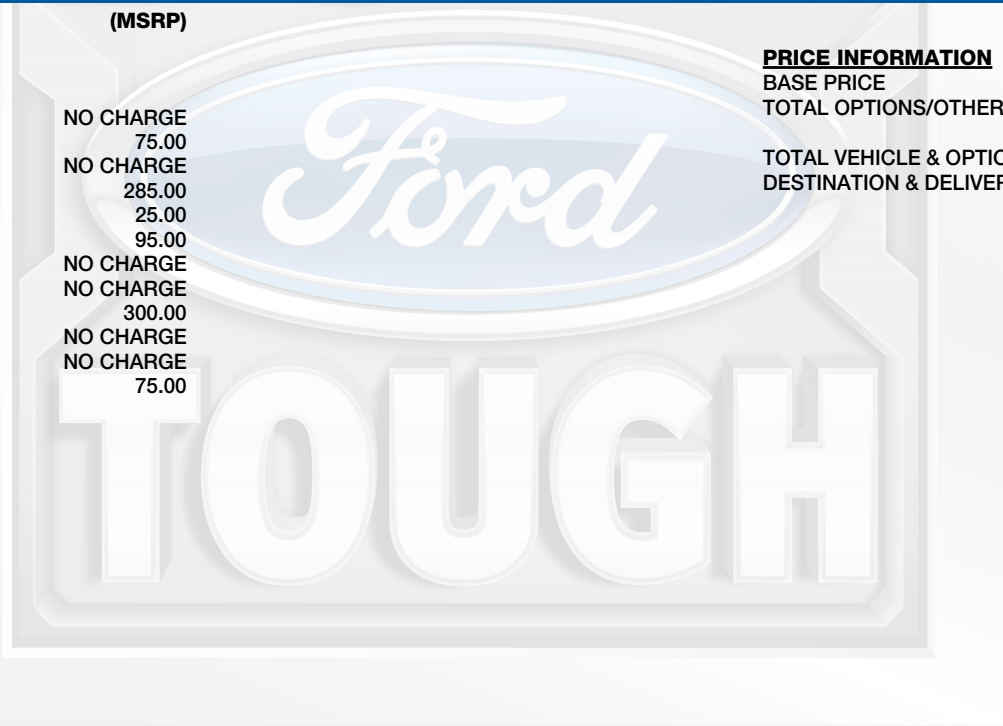 (MSRP)
NO CHARGE
75.00
NO CHARGE
285.00
25.00
95.00
NO CHARGE
NO CHARGE
300.00
NO CHARGE
NO CHARGE
75.00
PRICE INFORMATION
BASE PRICE
TOTAL OPTIONS/OTHER
TOTAL VEHICLE & OPTIO
DESTINATION & DELIVER
Ford
TOUGH